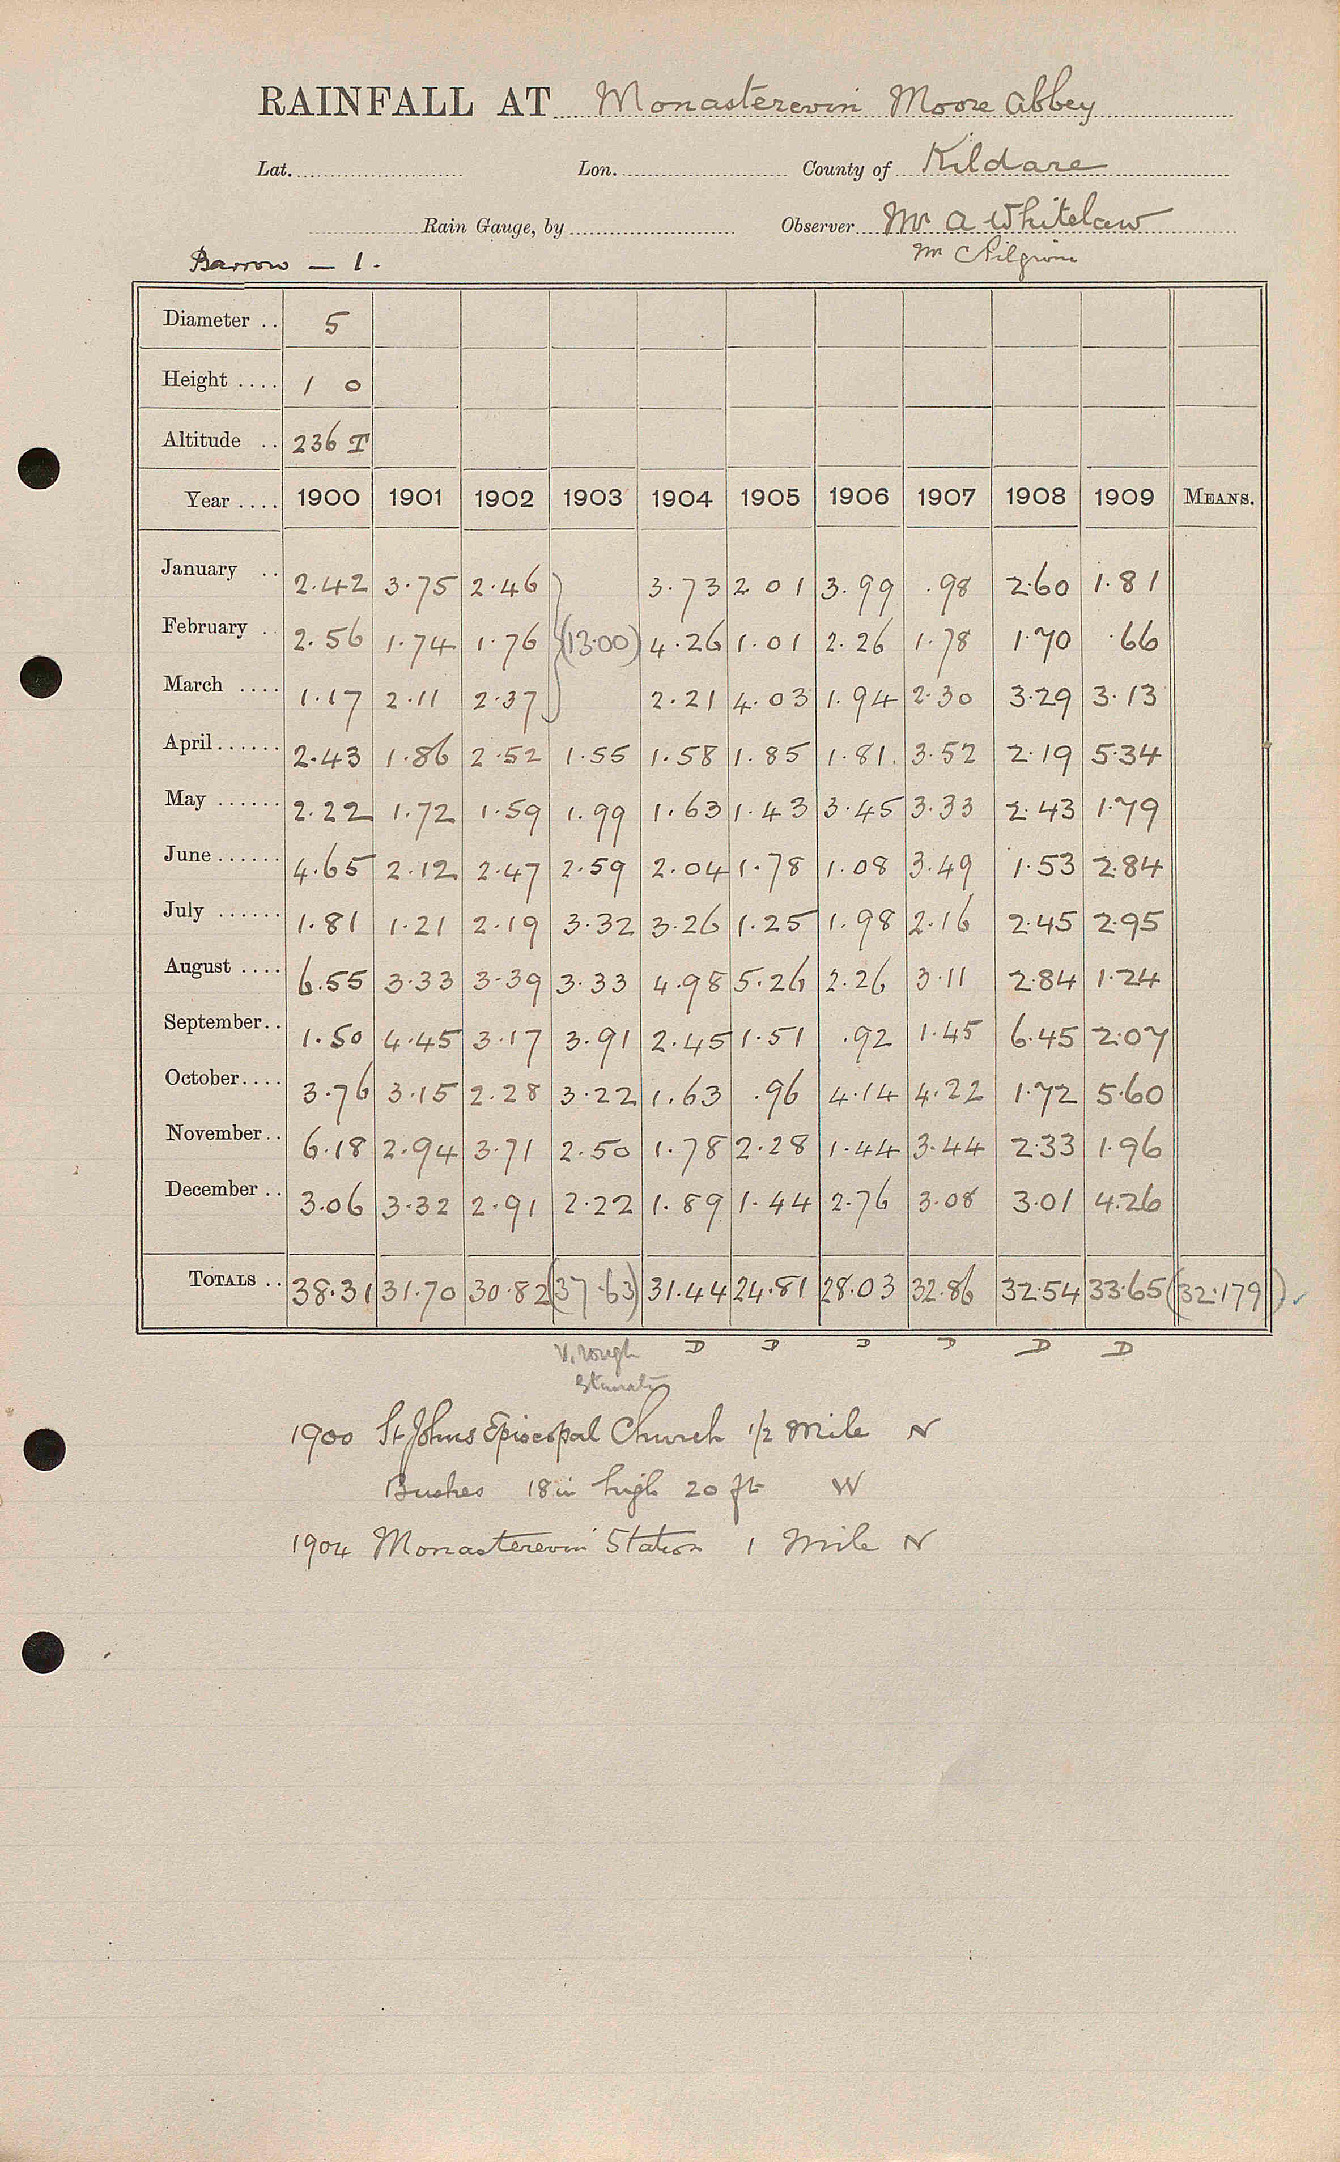 RAINFALL AT Monasterevin Moore Abbey
Lat. Lon. County of Kildare
Rain Gauge, by Observer Mr A Whitelaw
Barrow - 1. Mr C Pilgrim
Diameter .. 5
Height .... 1 0
Altitude .. 236 T
Year .... 1900 1901 1902 1903 1904 1905 1906 1907 1908 1909 MEANS.
January .. 2.42 3.75 2.46 3.73 2.01 3.99 .98 2.60 1.81
February .. 2.56 1.74 1.76 (13.00) 4.26 1.01 2.26 1.78 1.70 .66
March .... 1.17 2.11 2.37 2.21 4.03 1.94 2.30 3.29 3.13
April...... 2.43 1.86 2.52 1.55 1.58 1.85 1.81 3.52 2.19 5.34
May ...... 2.22 1.72 1.59 1.99 1.63 1.43 3.45 3.33 2.43 1.79
June...... 4.65 2.12 2.47 2.59 2.04 1.78 1.08 3.49 1.53 2.84
July ...... 1.81 1.21 2.19 3.32 3.26 1.25 1.98 2.16 2.45 2.95
August .... 6.55 3.33 3.39 3.33 4.98 5.26 2.26 3.11 2.84 1.24
September.. 1.50 4.45 3.17 3.91 2.45 1.51 .92 1.45 6.45 2.07
October.... 3.76 3.15 2.28 3.22 1.63 .96 4.14 4.22 1.72 5.60
November.. 6.18 2.94 3.71 2.50 1.78 2.28 1.44 3.44 2.33 1.96
December .. 3.06 3.32 2.91 2.22 1.89 1.44 2.76 3.08 3.01 4.26
TOTALS .. 38.31 31.70 30.82 (37.63) 31.44 24.81 28.03 32.86 32.54 33.65 (32.179)
V. rough D D D D D D
1900 St Johns Episcopal Church 1/2 Mile N
Bushes 18 in high 20 ft W
1904 Monasterevin Station 1 Mile N